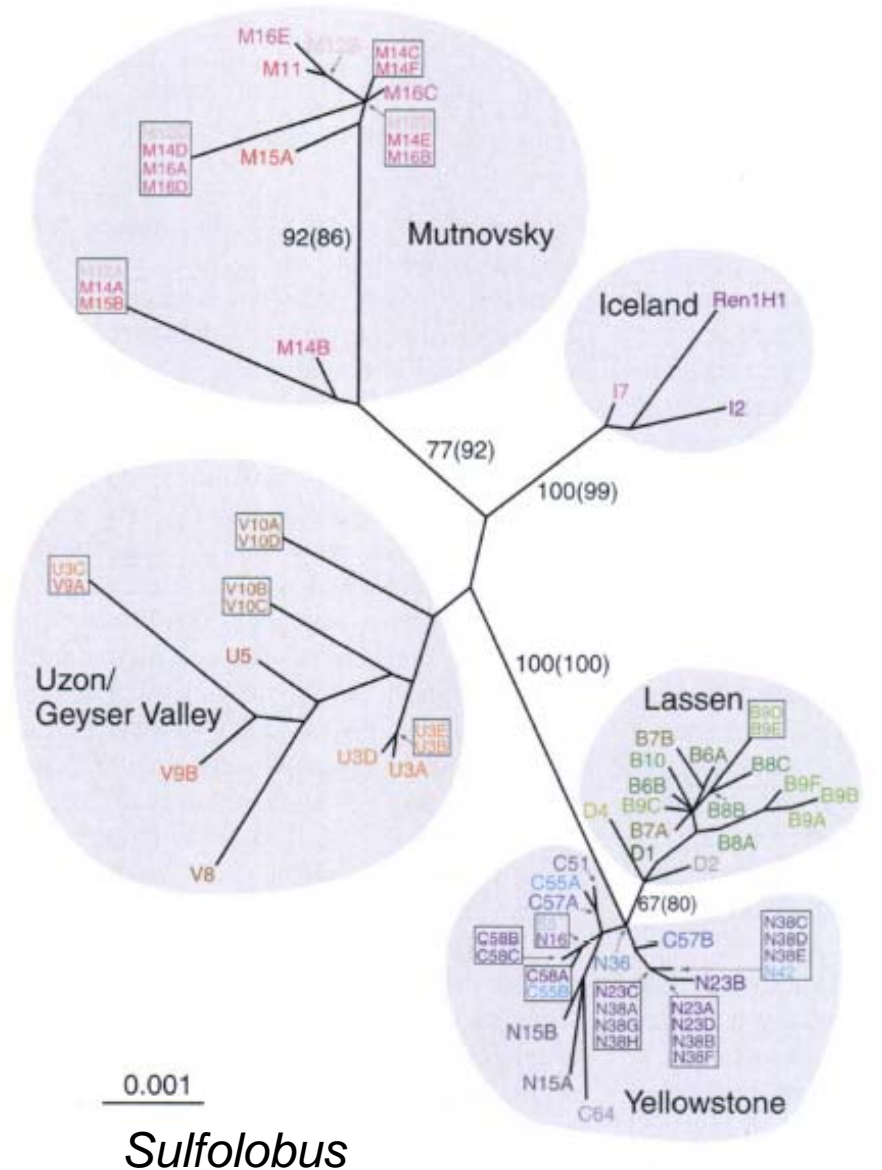 M16E
M11
M14C
M14F
M16C
M14E
M16B
M14D
M16A
M16D
M15A
92(86)
Mutnovsky
M14A
M15B
M14B
Iceland
Ren1H1
I7
I2
77(92)
100(99)
V10A
V10D
U3C
V9A
V10B
V10C
U5
Uzon/
Geyser Valley
U3E
U3B
U3D
U3A
V9B
V8
100(100)
Lassen
B9D
B9E
B7B
B10
B6A
B8C
B6B
B9F
B9B
B9C
B8B
B9A
D4
B7A
B8A
D1
D2
67(80)
C51
C55A
C57A
N16
C58B
C58C
C58A
C55B
N36
C57B
N38C
N38D
N38E
N42
N23B
N23C
N38A
N38G
N38H
N23A
N23D
N38B
N38F
N15B
N15A
C64
Yellowstone
0.001
Sulfolobus